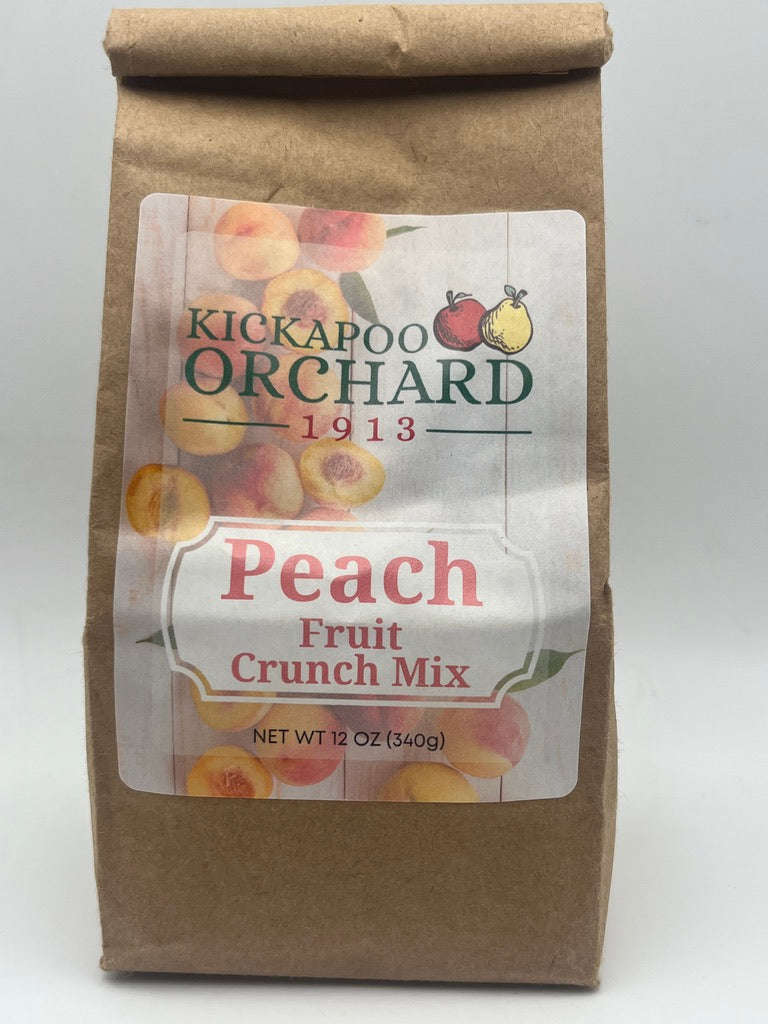 KICKAPOO
ORCHARD
1913
Peach
Fruit
Crunch Mix
NET WT 12 OZ (340g)